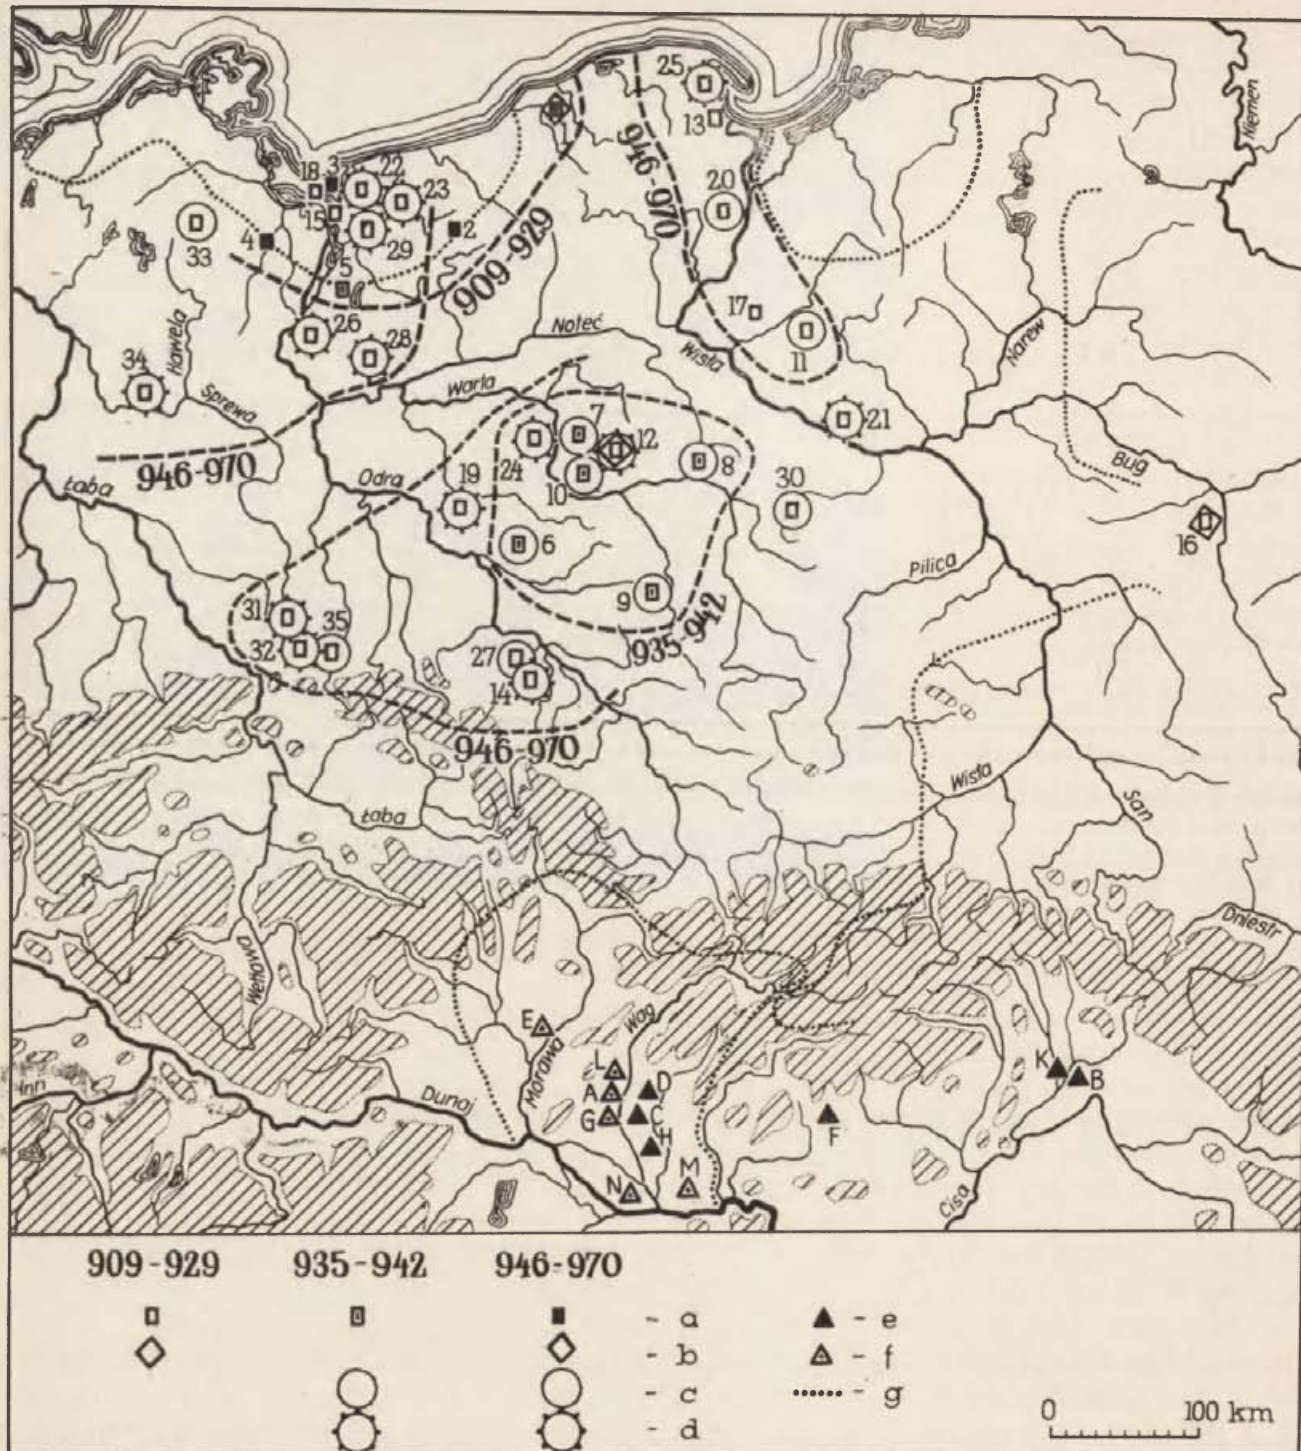 25
13
Niemen
946-970
20
18
3
22
23
15
29
2
4
33
5
909-929
17
26
28
11
Noteć
Wisła
Narew
Hawela
34
Sprewa
Warta
7
12
21
24
8
946-970
Łaba
Odra
19
10
30
Bug
6
16
Pilica
9
31
35
935-942
32
27
14
946-970
Wisła
San
Łaba
Wełtawa
Dniestr
E
Wag
L
K
B
Inn
Morawa
A
D
Dunaj
G
C
F
H
M
N
Cisa
909-929 935-942 946-970
- a
- e
- b
- f
- c
- g
- d
0 100 km